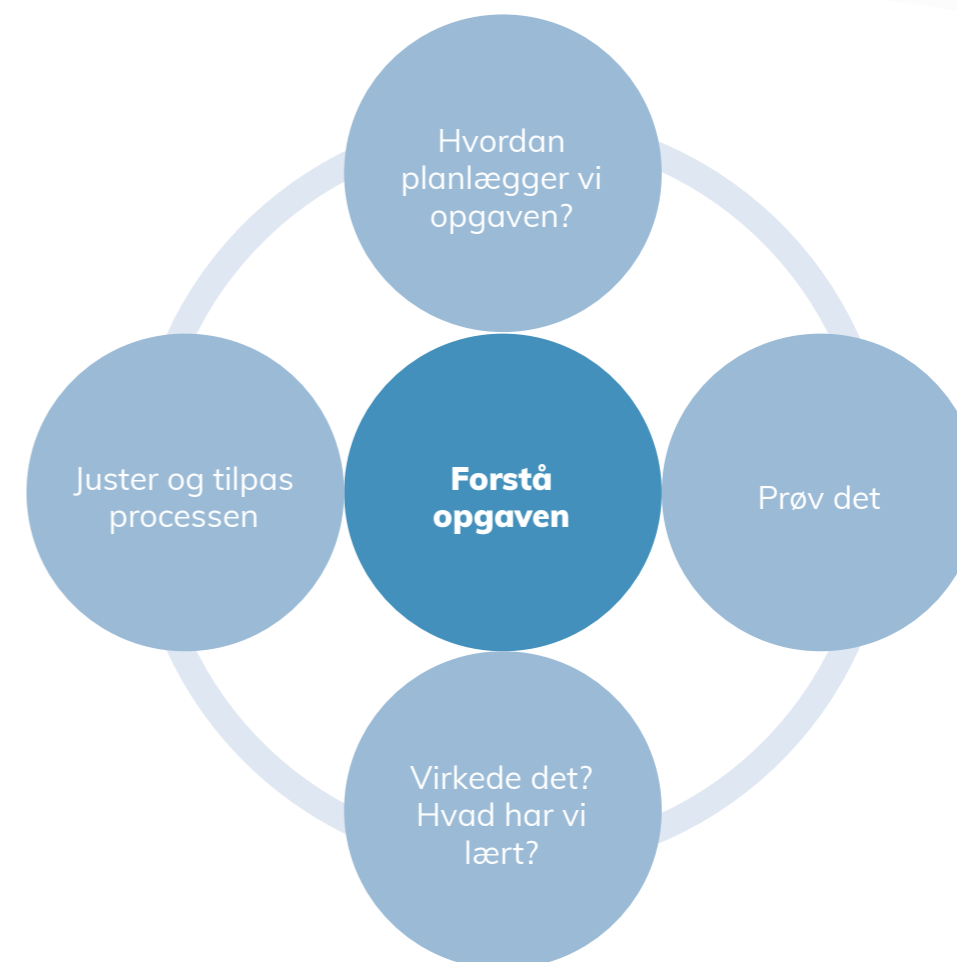 Hvordan
planlægger vi
opgaven?
Juster og tilpas
processen
Forstå
opgaven
Prøv det
Virkede det?
Hvad har vi
lært?